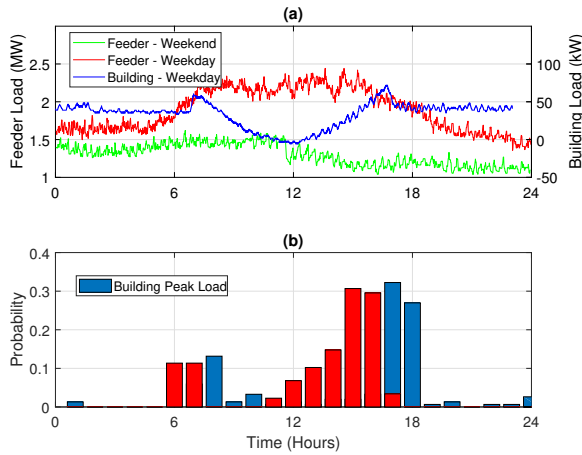 (a)
Feeder - Weekend
Feeder - Weekday
Building - Weekday
Feeder Load (MW)
2.5
2
1.5
1
100
50
0
-50
Building Load (kW)
0 6 12 18 24
(b)
Building Peak Load
Probability
0.4
0.3
0.2
0.1
0
0 6 12 18 24
Time (Hours)